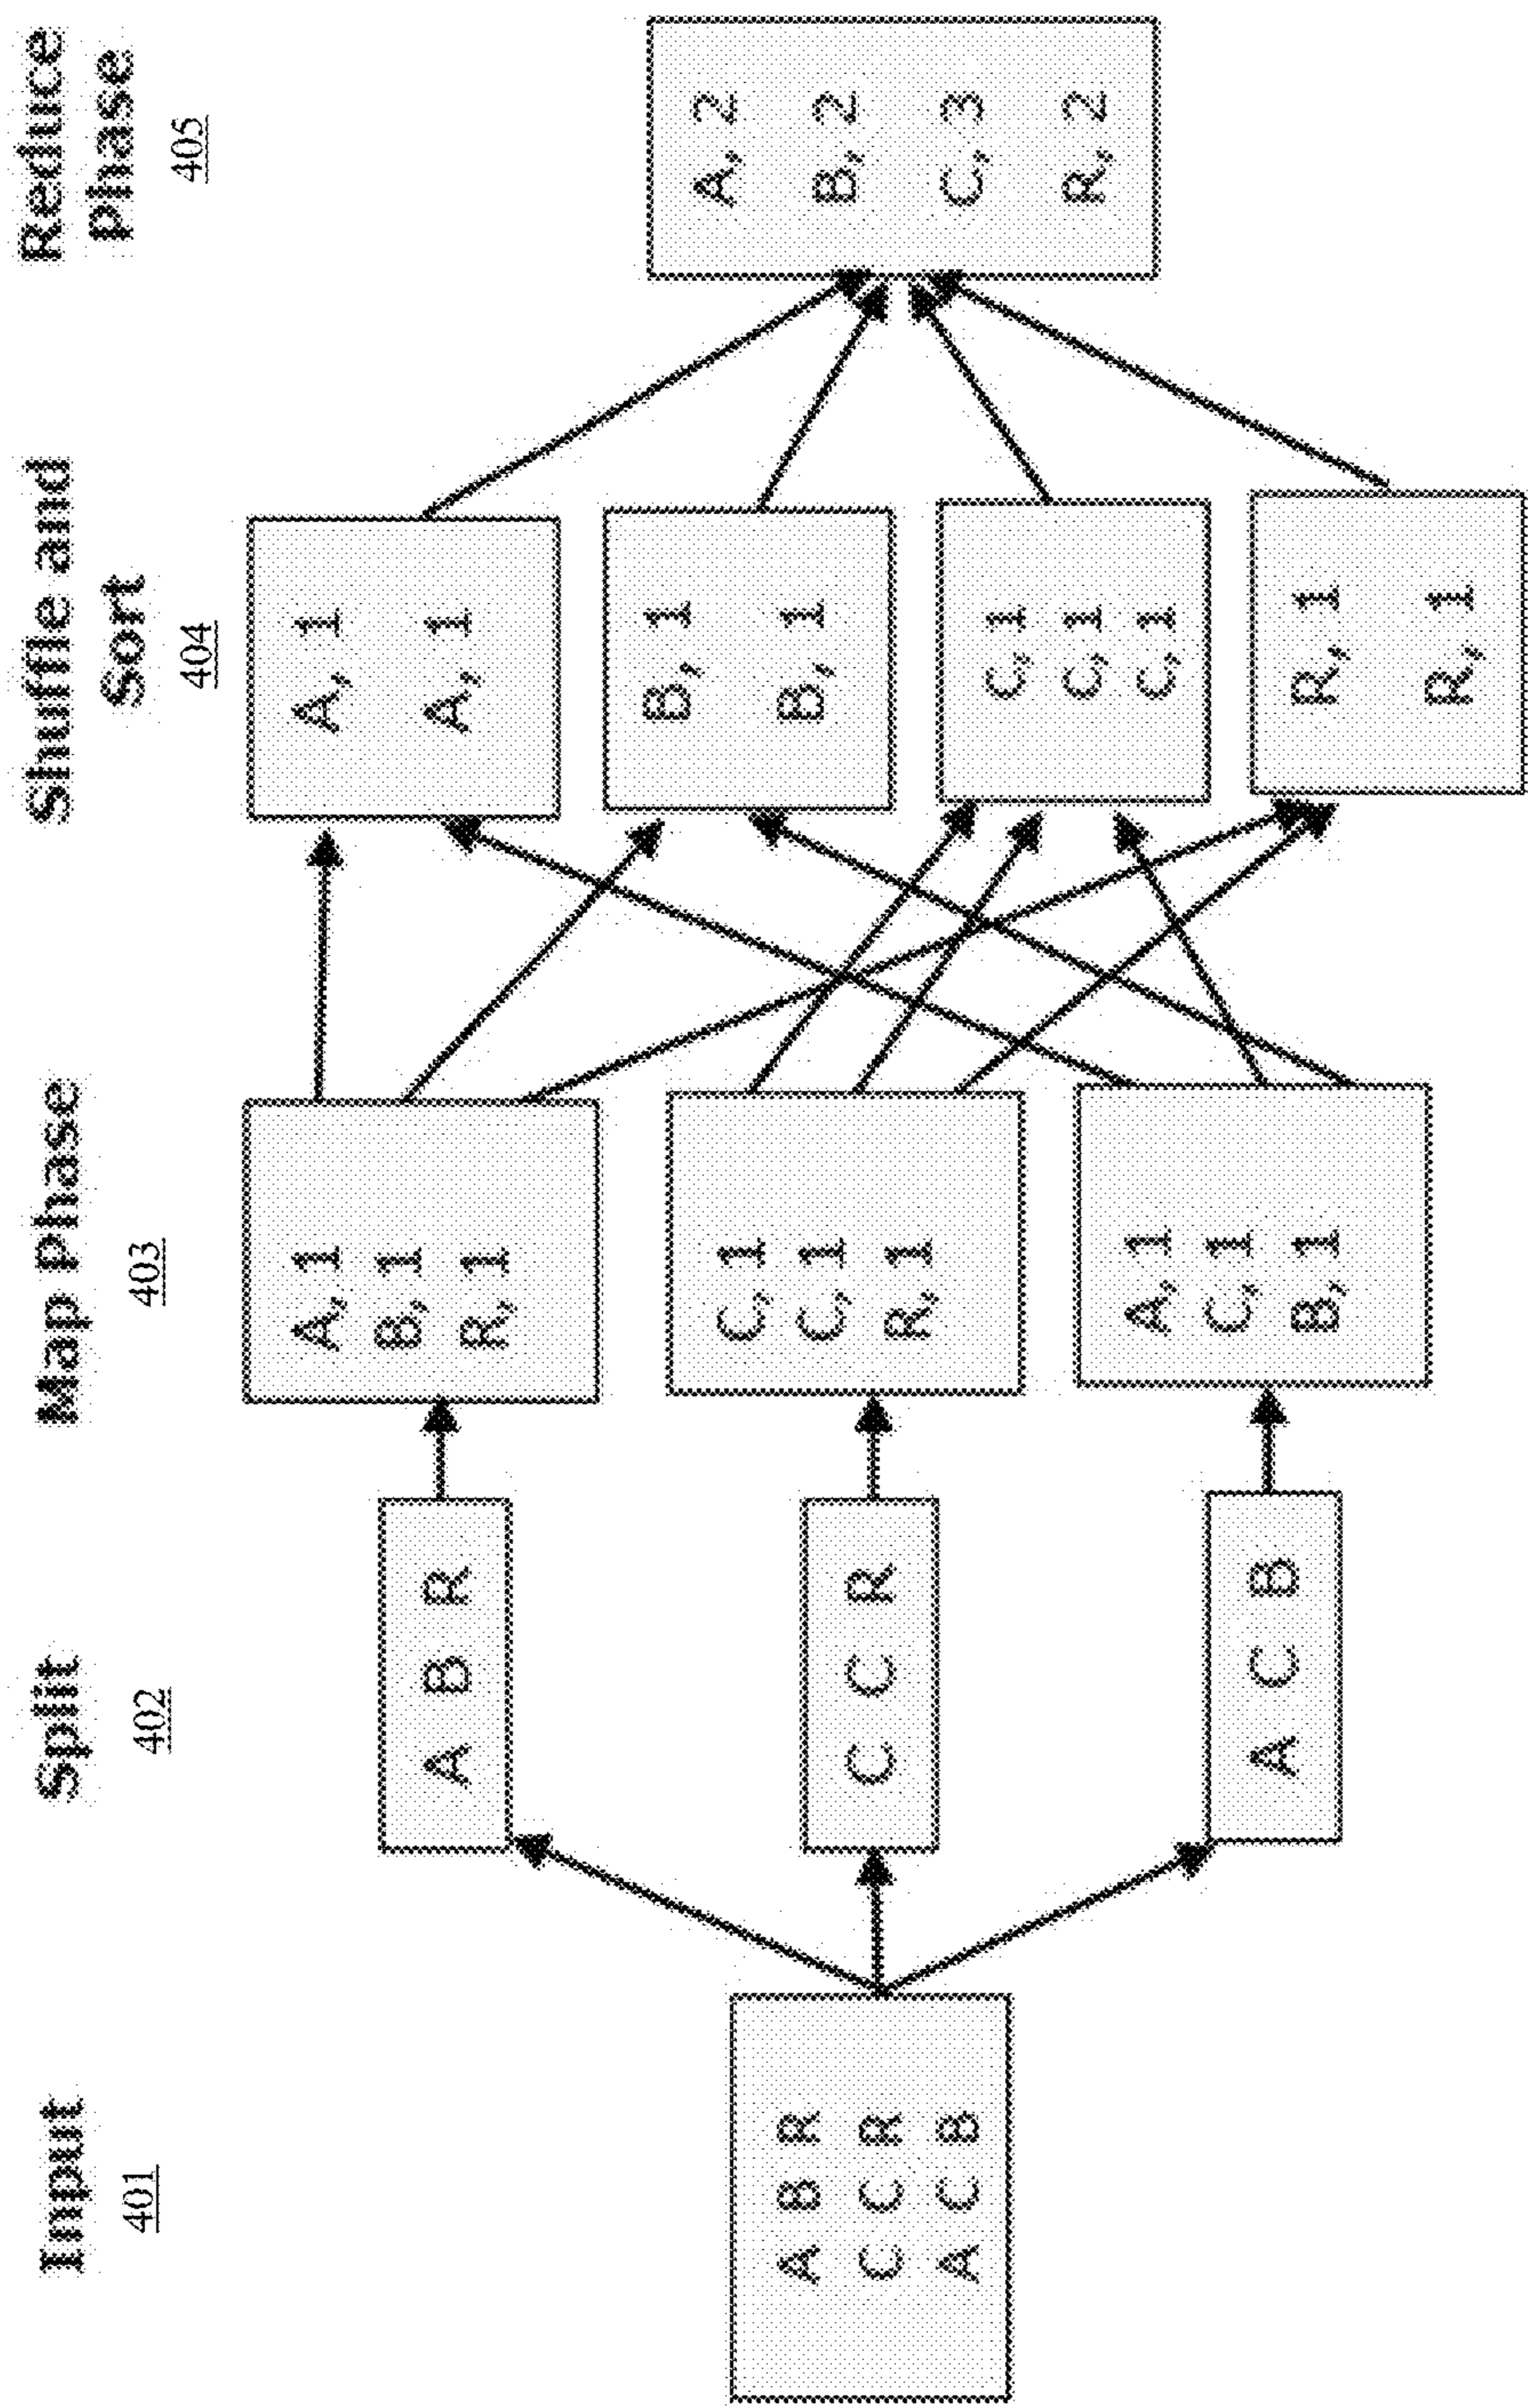 Input
401
A B R
C C R
A C B
Split
402
A B R
C C R
A C B
Map Phase
403
A, 1
B, 1
R, 1
C, 1
C, 1
R, 1
A, 1
C, 1
B, 1
Shuffle and
Sort
404
A, 1
A, 1
B, 1
B, 1
C, 1
C, 1
C, 1
R, 1
R, 1
Reduce
Phase
405
A, 2
B, 2
C, 3
R, 2